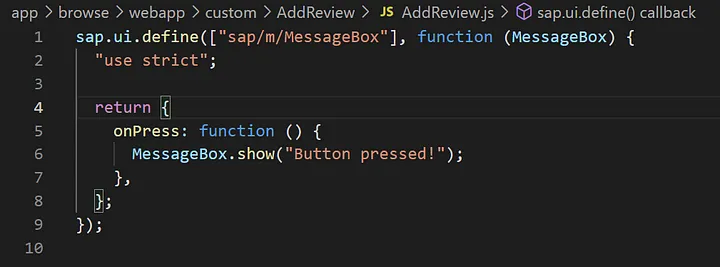 app > browse > webapp > custom > AddReview > JS AddReview.js > sap.ui.define() callback
1 sap.ui.define(["sap/m/MessageBox"], function (MessageBox) {
2   "use strict";
3
4   return {
5     onPress: function () {
6       MessageBox.show("Button pressed!");
7     },
8   };
9 });
10